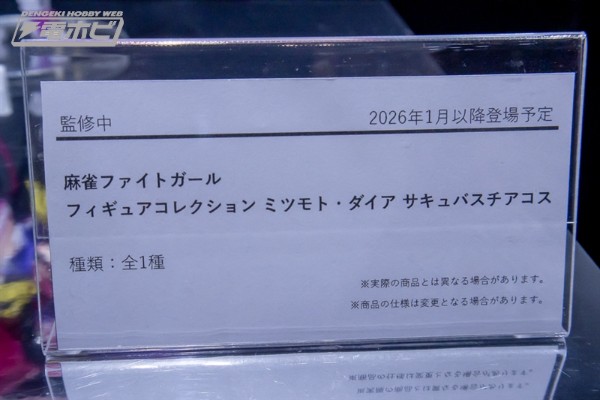 DENGEKI HOBBY WEB
電ホビ
監修中
2026年1月以降登場予定
麻雀ファイトガール
フィギュアコレクション ミツモト・ダイア サキュバスチアコス
種類：全1種
※実際の商品とは異なる場合があります。
※商品の仕様は変更となる場合があります。